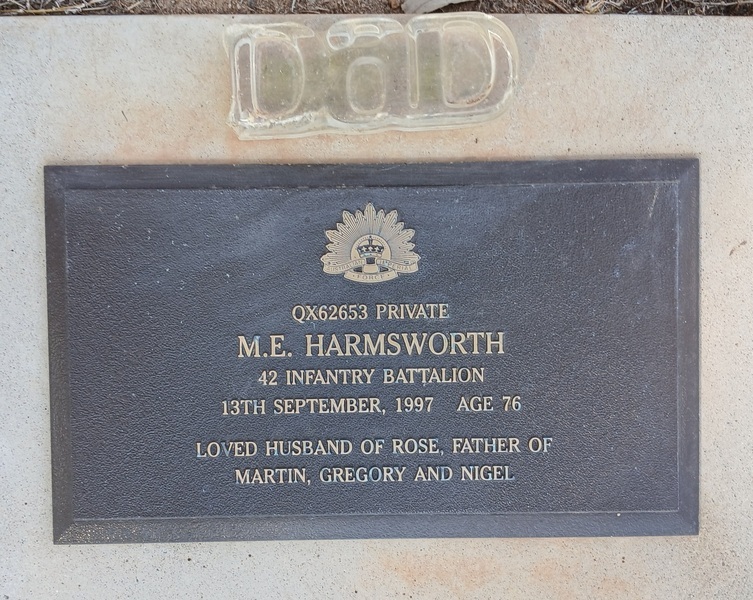 DaD
QX62653 PRIVATE
M.E. HARMSWORTH
42 INFANTRY BATTALION
13TH SEPTEMBER, 1997 AGE 76
LOVED HUSBAND OF ROSE, FATHER OF
MARTIN, GREGORY AND NIGEL